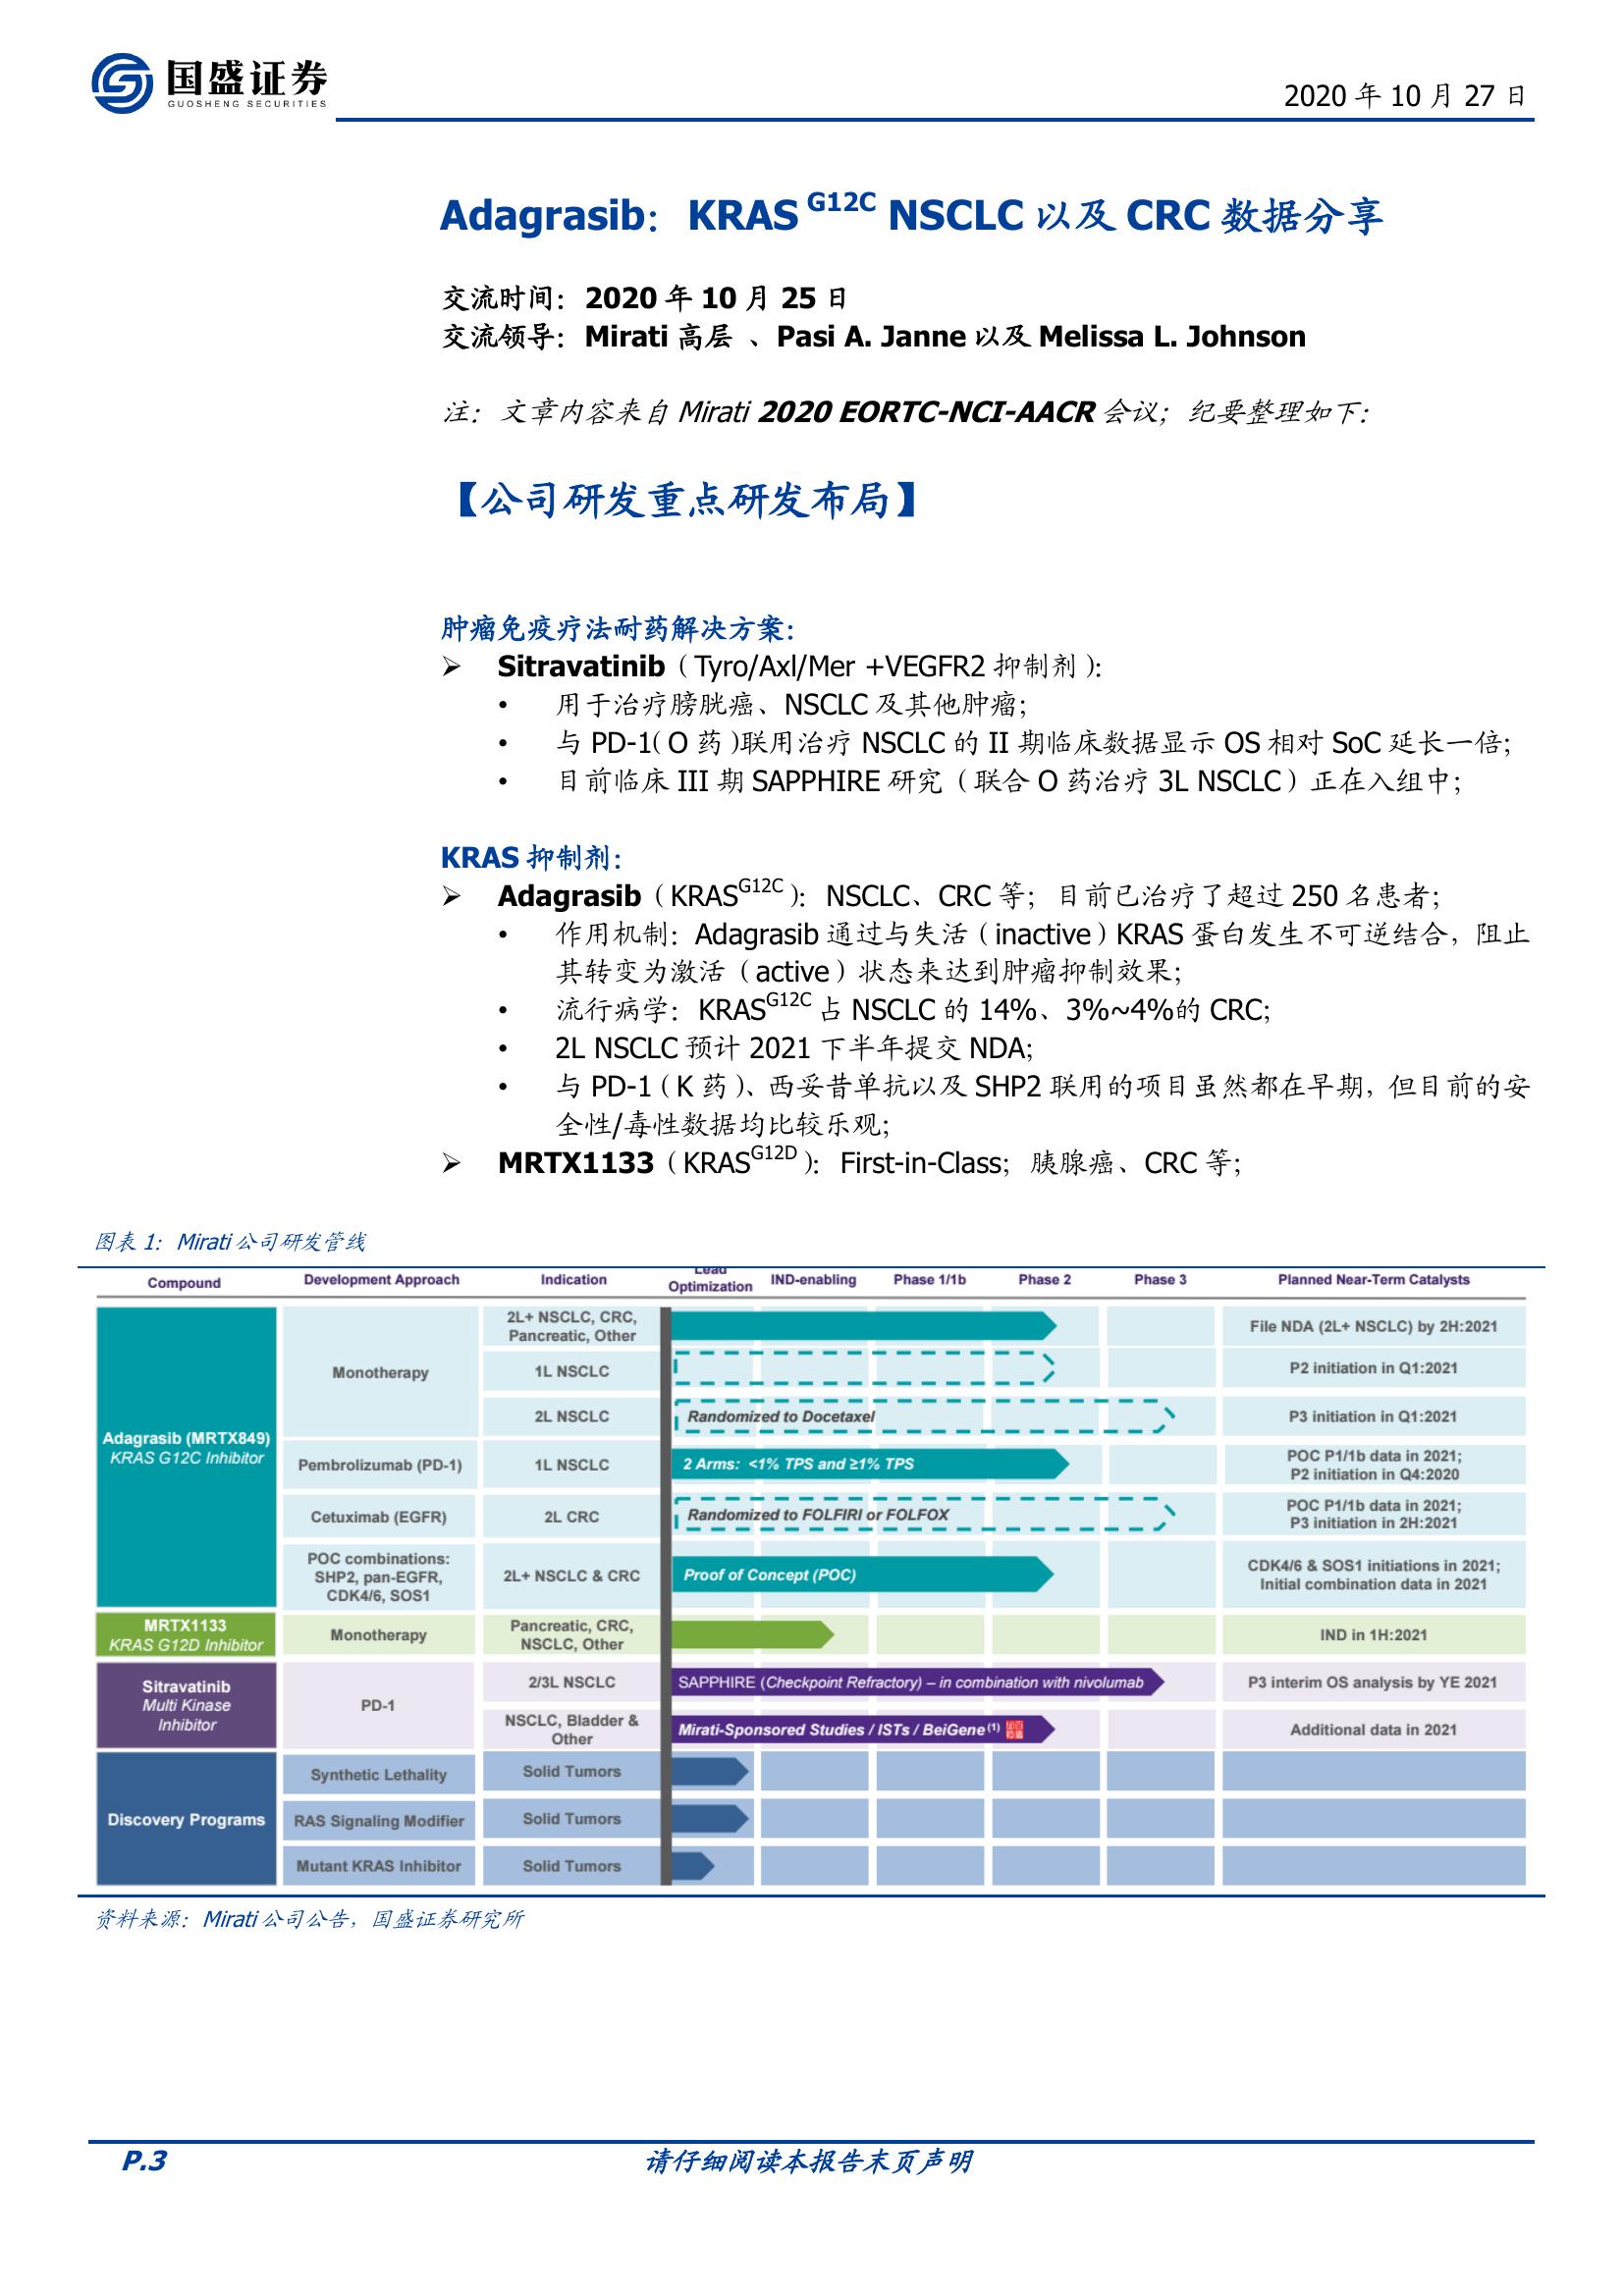 国盛证券
GUOSHENG SECURITIES
2020 年 10 月 27 日
Adagrasib：KRAS G12C NSCLC 以及 CRC 数据分享
交流时间：2020 年 10 月 25 日
交流领导：Mirati 高层 、Pasi A. Janne 以及 Melissa L. Johnson
注：文章内容来自 Mirati 2020 EORTC-NCI-AACR 会议；纪要整理如下：
【公司研发重点研发布局】
肿瘤免疫疗法耐药解决方案：
➢ Sitravatinib（Tyro/Axl/Mer +VEGFR2 抑制剂）：
• 用于治疗膀胱癌、NSCLC 及其他肿瘤；
• 与 PD-1（O 药）联用治疗 NSCLC 的 II 期临床数据显示 OS 相对 SoC 延长一倍；
• 目前临床 III 期 SAPPHIRE 研究（联合 O 药治疗 3L NSCLC）正在入组中；
KRAS 抑制剂：
➢ Adagrasib（KRASG12C）：NSCLC、CRC 等；目前已治疗了超过 250 名患者；
• 作用机制：Adagrasib 通过与失活（inactive）KRAS 蛋白发生不可逆结合，阻止
其转变为激活（active）状态来达到肿瘤抑制效果；
• 流行病学：KRASG12C 占 NSCLC 的 14%、3%~4%的 CRC；
• 2L NSCLC 预计 2021 下半年提交 NDA；
• 与 PD-1（K 药）、西妥昔单抗以及 SHP2 联用的项目虽然都在早期，但目前的安
全性/毒性数据均比较乐观；
➢ MRTX1133（KRASG12D）：First-in-Class；胰腺癌、CRC 等；
图表 1：Mirati 公司研发管线
Compound Development Approach Indication Lead Optimization IND-enabling Phase 1/1b Phase 2 Phase 3 Planned Near-Term Catalysts
Adagrasib (MRTX849)
KRAS G12C Inhibitor
Monotherapy
2L+ NSCLC, CRC,
Pancreatic, Other
File NDA (2L+ NSCLC) by 2H:2021
1L NSCLC
P2 initiation in Q1:2021
2L NSCLC
Randomized to Docetaxel
P3 initiation in Q1:2021
Pembrolizumab (PD-1)
1L NSCLC
2 Arms: <1% TPS and ≥1% TPS
POC P1/1b data in 2021;
P2 initiation in Q4:2020
Cetuximab (EGFR)
2L CRC
Randomized to FOLFIRI or FOLFOX
POC P1/1b data in 2021;
P3 initiation in 2H:2021
POC combinations:
SHP2, pan-EGFR,
CDK4/6, SOS1
2L+ NSCLC & CRC
Proof of Concept (POC)
CDK4/6 & SOS1 initiations in 2021;
Initial combination data in 2021
MRTX1133
KRAS G12D Inhibitor
Monotherapy
Pancreatic, CRC,
NSCLC, Other
IND in 1H:2021
Sitravatinib
Multi Kinase
Inhibitor
PD-1
2/3L NSCLC
SAPPHIRE (Checkpoint Refractory) – in combination with nivolumab
P3 interim OS analysis by YE 2021
NSCLC, Bladder &
Other
Mirati-Sponsored Studies / ISTs / BeiGene (1)
Additional data in 2021
Discovery Programs
Synthetic Lethality
Solid Tumors
RAS Signaling Modifier
Solid Tumors
Mutant KRAS Inhibitor
Solid Tumors
资料来源：Mirati 公司公告，国盛证券研究所
P.3
请仔细阅读本报告末页声明